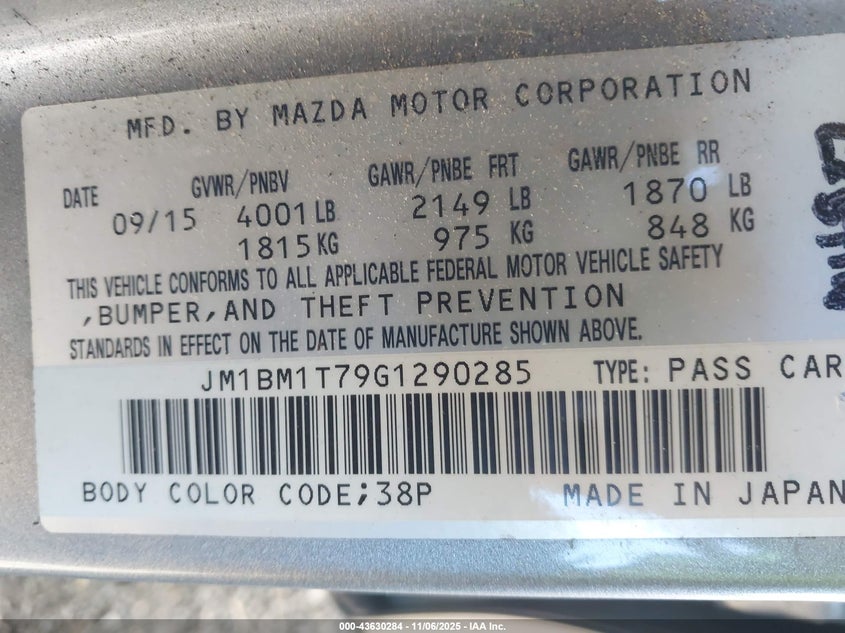 MFD. BY MAZDA MOTOR CORPORATION
DATE GVWR/PNBV GAWR/PNBE FRT GAWR/PNBE RR
09/15 4001 LB 2149 LB 1870 LB
1815 KG 975 KG 848 KG
THIS VEHICLE CONFORMS TO ALL APPLICABLE FEDERAL MOTOR VEHICLE SAFETY
,BUMPER,AND THEFT PREVENTION
STANDARDS IN EFFECT ON THE DATE OF MANUFACTURE SHOWN ABOVE.
JM1BM1T79G1290285 TYPE: PASS CAR
BODY COLOR CODE;38P MADE IN JAPAN
000-43630284 - 11/06/2025 - IAA Inc.